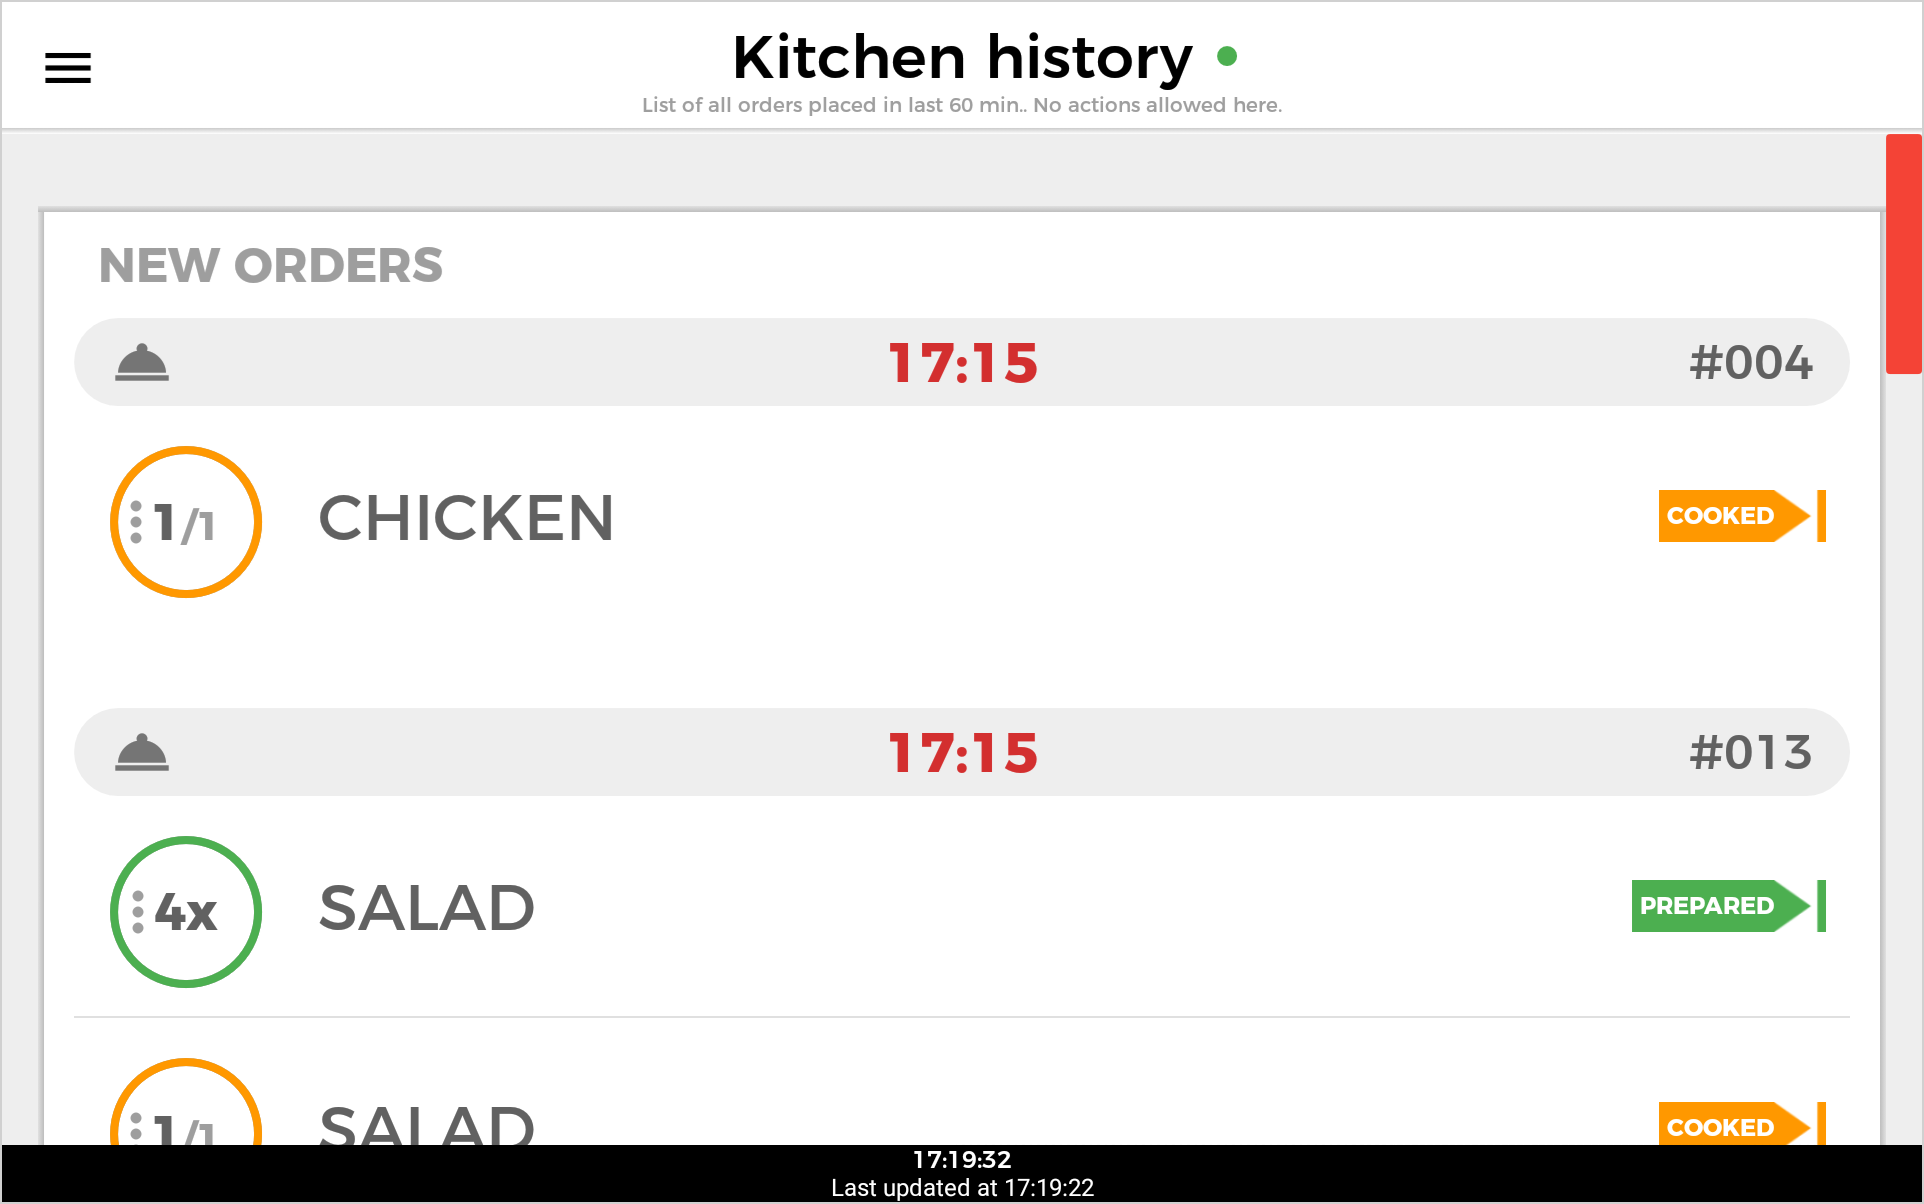 Kitchen history
List of all orders placed in last 60 min.. No actions allowed here.
NEW ORDERS
17:15 #004
1/1 CHICKEN COOKED
17:15 #013
4x SALAD PREPARED
1/1 SALAD COOKED
17:19:32
Last updated at 17:19:22